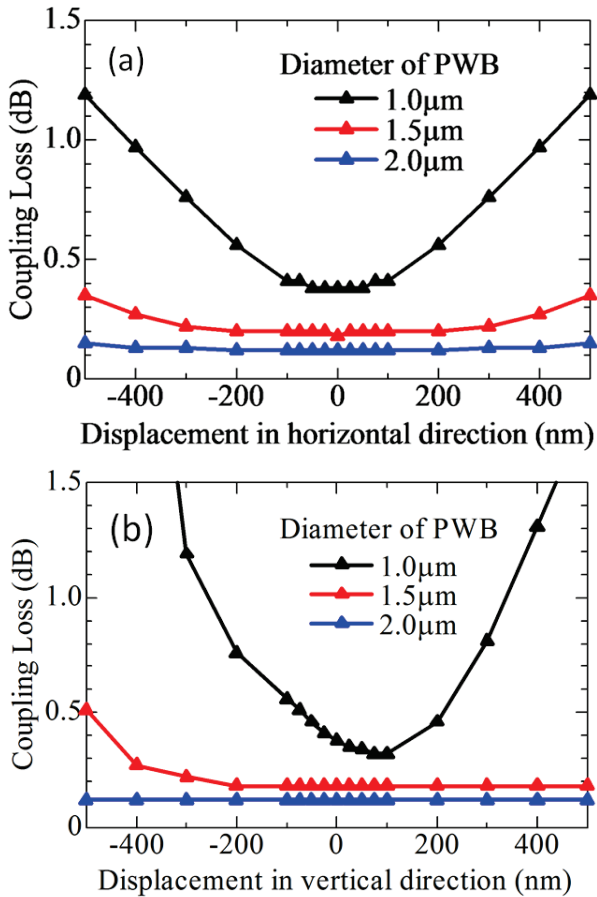 (a)
Diameter of PWB
1.0μm
1.5μm
2.0μm
Coupling Loss (dB)
1.5
1.0
0.5
0
-400 -200 0 200 400
Displacement in horizontal direction (nm)
(b)
Diameter of PWB
1.0μm
1.5μm
2.0μm
Coupling Loss (dB)
1.5
1.0
0.5
0
-400 -200 0 200 400
Displacement in vertical direction (nm)